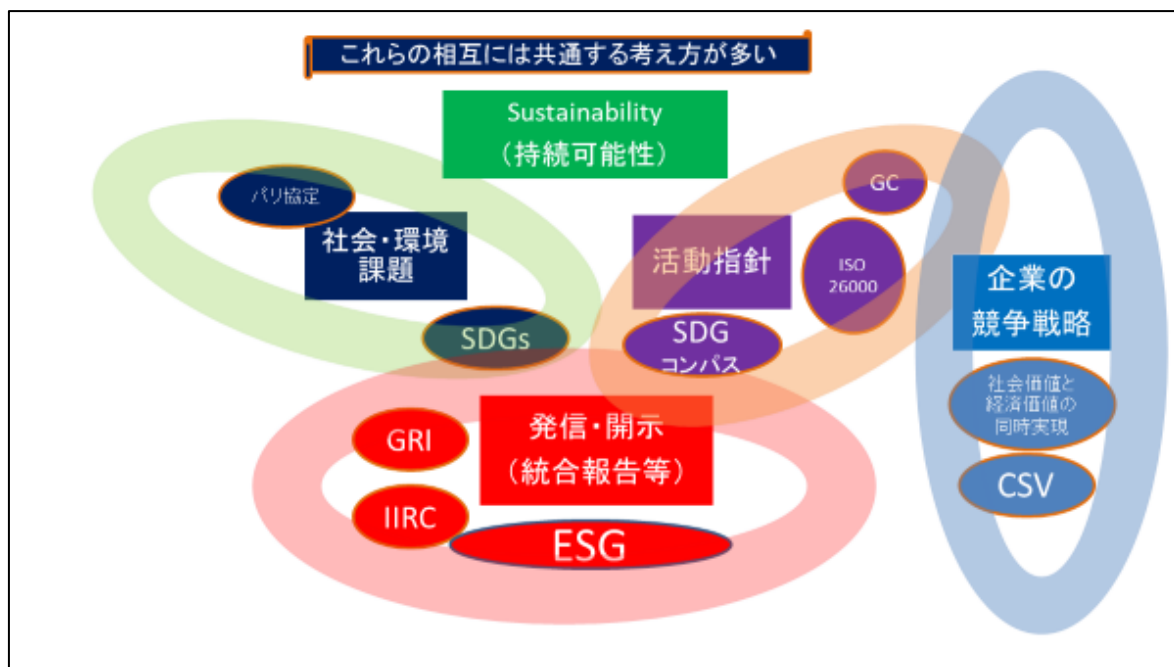 これらの相互には共通する考え方が多い
Sustainability
（持続可能性）
パリ協定
社会・環境
課題
SDGs
活動指針
GC
ISO
26000
SDG
コンパス
企業の
競争戦略
社会価値と
経済価値の
同時実現
CSV
発信・開示
（統合報告等）
GRI
IIRC
ESG